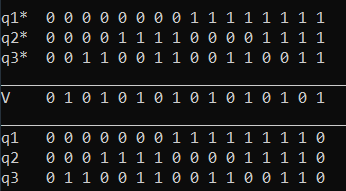 q1* 0 0 0 0 0 0 0 0 1 1 1 1 1 1 1 1
q2* 0 0 0 0 1 1 1 1 0 0 0 0 1 1 1 1
q3* 0 0 1 1 0 0 1 1 0 0 1 1 0 0 1 1
V 0 1 0 1 0 1 0 1 0 1 0 1 0 1 0 1
q1 0 0 0 0 0 0 0 1 1 1 1 1 1 1 1 0
q2 0 0 0 1 1 1 1 0 0 0 0 1 1 1 1 0
q3 0 1 1 0 0 1 1 0 0 1 1 0 0 1 1 0